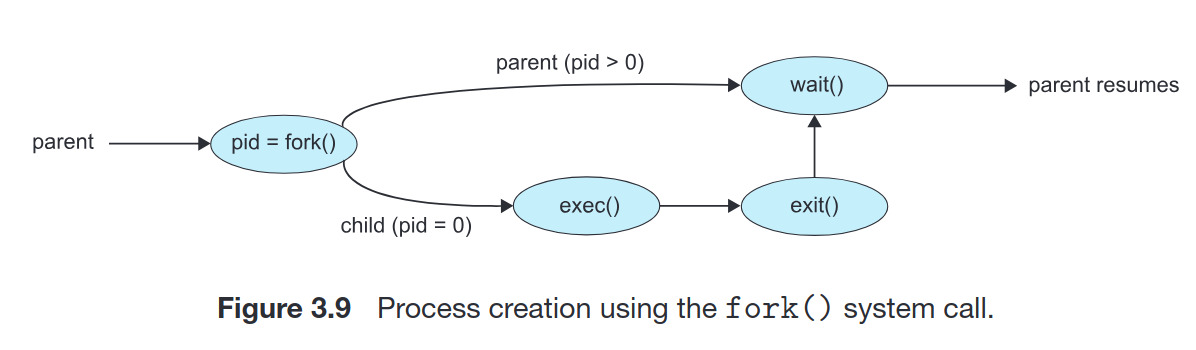 parent (pid > 0)
wait()
parent resumes
parent
pid = fork()
exec()
exit()
child (pid = 0)
Figure 3.9 Process creation using the fork() system call.